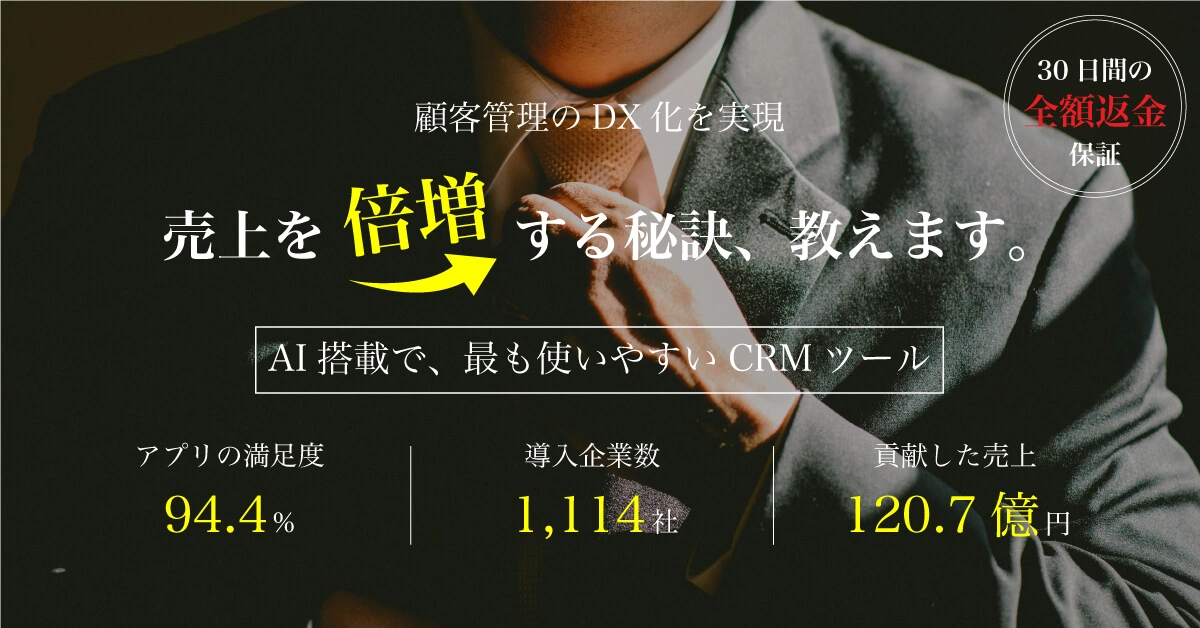 30日間の
全額返金
保証
顧客管理のDX化を実現
売上を倍増する秘訣、教えます。
AI搭載で、最も使いやすいCRMツール
アプリの満足度
94.4%
導入企業数
1,114社
貢献した売上
120.7億円